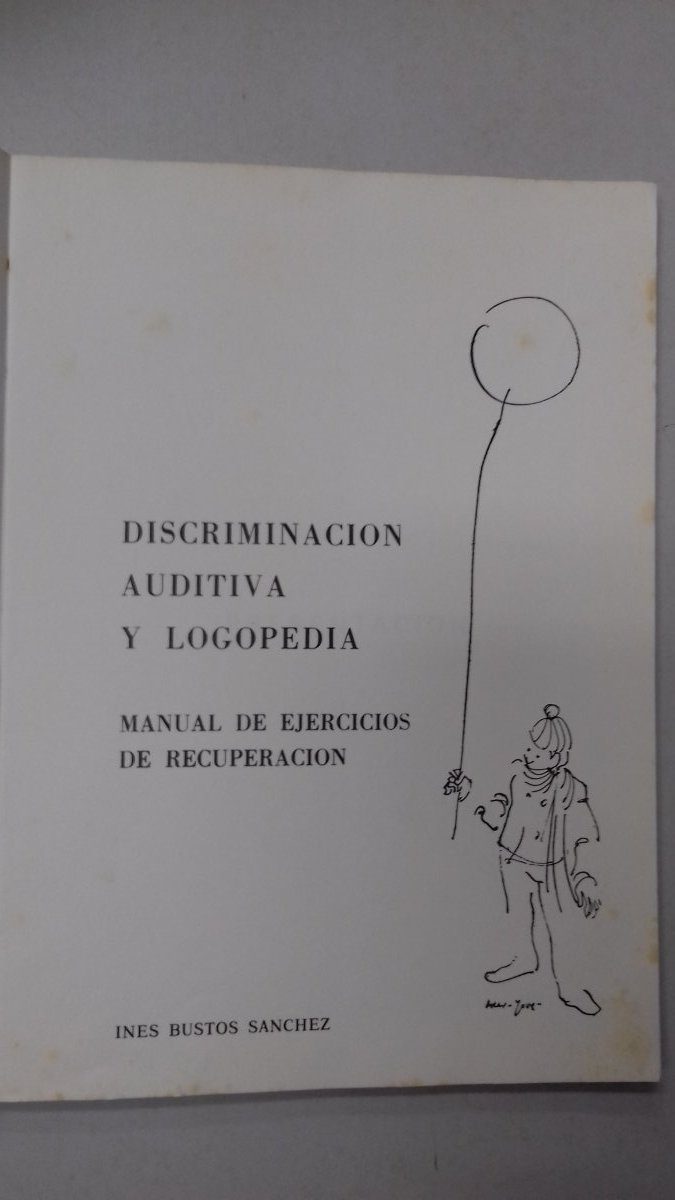 DISCRIMINACION
AUDITIVA
Y LOGOPEDIA
MANUAL DE EJERCICIOS
DE RECUPERACION
INES BUSTOS SANCHEZ